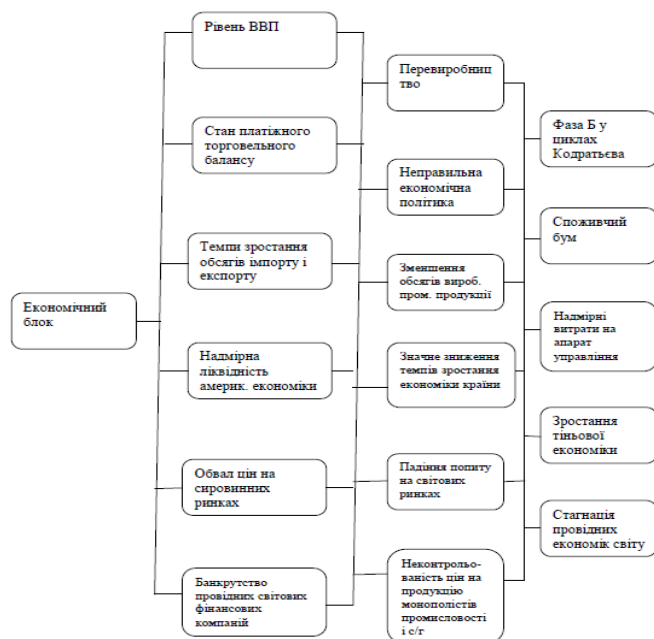 Економічний
блок
Рівень ВВП
Стан платіжного
торговельного
балансу
Темпи зростання
обсягів імпорту і
експорту
Надмірна
ліквідність
америк. економіки
Обвал цін на
сировинних
ринках
Банкрутство
провідних світових
фінансових
компаній
Перевиробниц
тво
Неправильна
економічна
політика
Зменшення
обсягів вироб.
пром. продукції
Значне зниження
темпів зростання
економіки країни
Падіння попиту
на світових
ринках
Неконтрольо-
ваність цін на
продукцію
монополістів
промисловості
і с/г
Фаза Б у
циклах
Кодратьєва
Споживчий
бум
Надмірні
витрати на
апарат
управління
Зростання
тіньової
економіки
Стагнація
провідних
економік світу